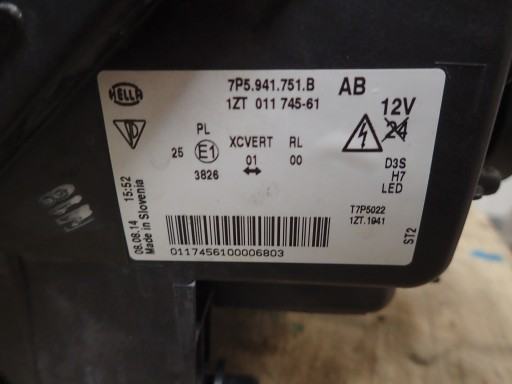 HELLA
7P5.941.751.B AB
1ZT 011 745-61
12V
24
PL XCVERT RL
25 E1 01 00
3826
D3S
H7
LED
T7P5022
1ZT.1941
ST2
08.08.14 15:52
Made in Slovenia
0117456100006803